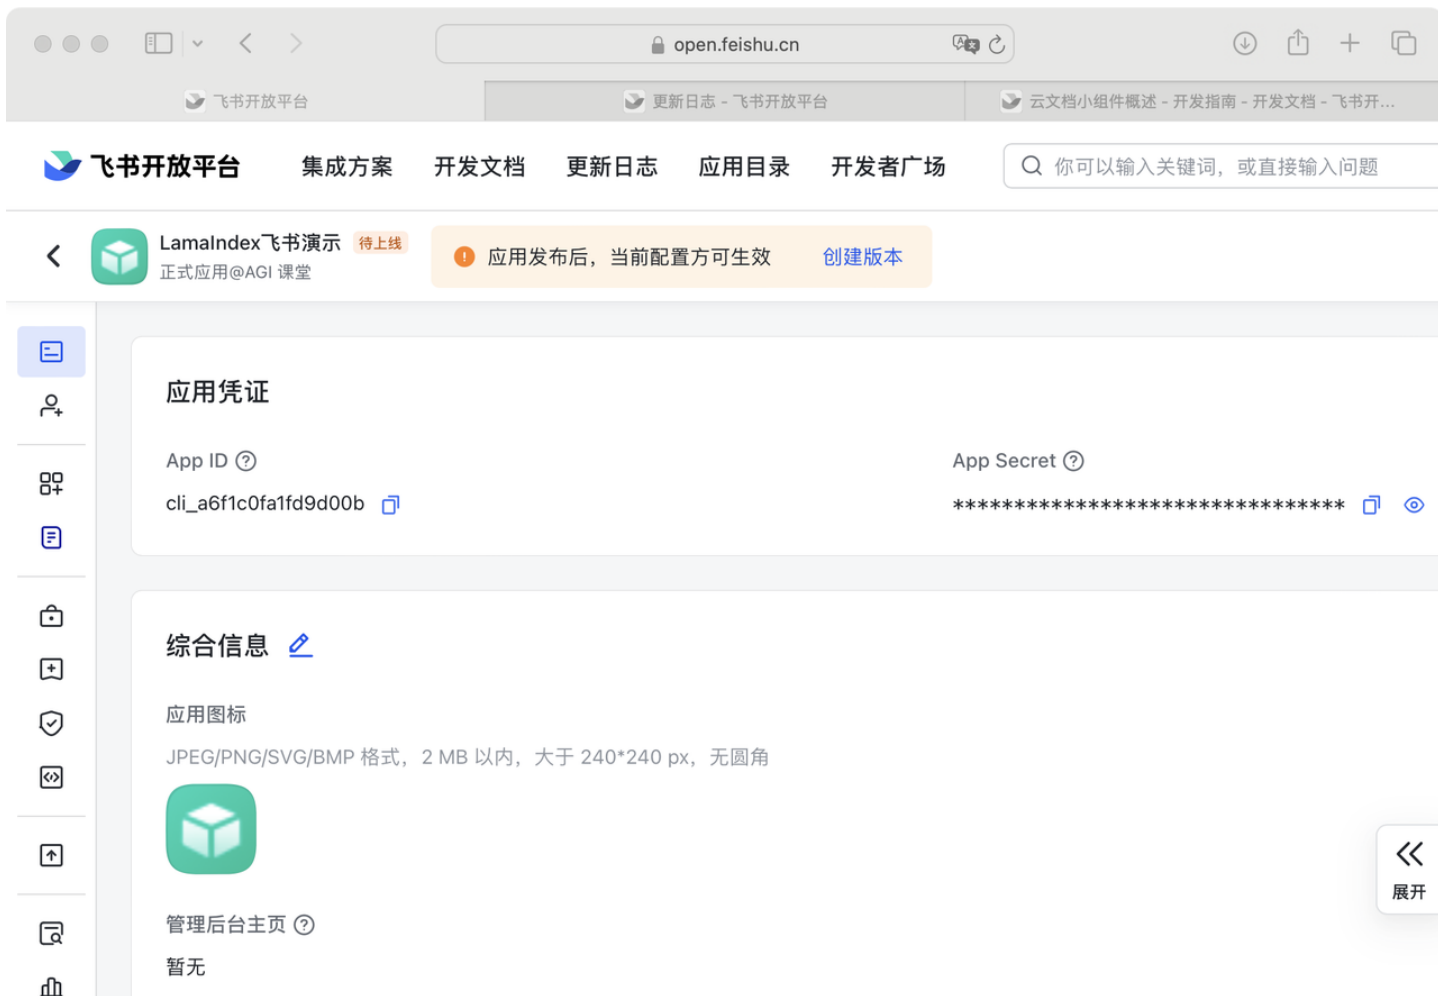 open.feishu.cn
飞书开放平台
更新日志 - 飞书开放平台
云文档小组件概述 - 开发指南 - 开发文档 - 飞书开...
飞书开放平台
集成方案
开发文档
更新日志
应用目录
开发者广场
你可以输入关键词，或直接输入问题
LamaIndex飞书演示
待上线
正式应用@AGI 课堂
应用发布后，当前配置方可生效
创建版本
应用凭证
App ID
cli_a6f1c0fa1fd9d00b
App Secret
********************************
综合信息
应用图标
JPEG/PNG/SVG/BMP 格式，2 MB 以内，大于 240*240 px，无圆角
展开
管理后台主页
暂无